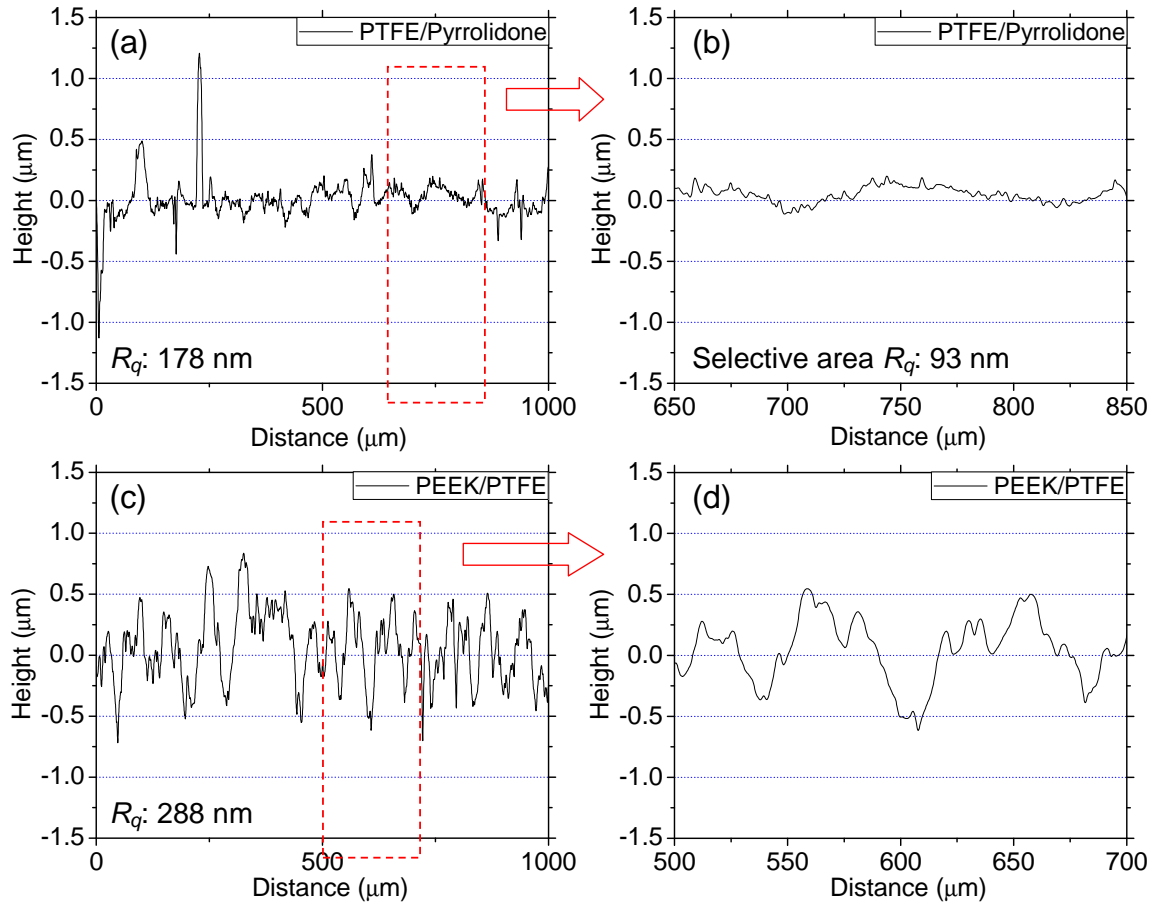 (a)
PTFE/Pyrrolidone
1.5
1.0
0.5
0.0
-0.5
-1.0
-1.5
Height (μm)
Rq: 178 nm
0 500 1000
Distance (μm)
(b)
PTFE/Pyrrolidone
1.5
1.0
0.5
0.0
-0.5
-1.0
-1.5
Height (μm)
Selective area Rq: 93 nm
650 700 750 800 850
Distance (μm)
(c)
PEEK/PTFE
1.5
1.0
0.5
0.0
-0.5
-1.0
-1.5
Height (μm)
Rq: 288 nm
0 500 1000
Distance (μm)
(d)
PEEK/PTFE
1.5
1.0
0.5
0.0
-0.5
-1.0
-1.5
Height (μm)
500 550 600 650 700
Distance (μm)